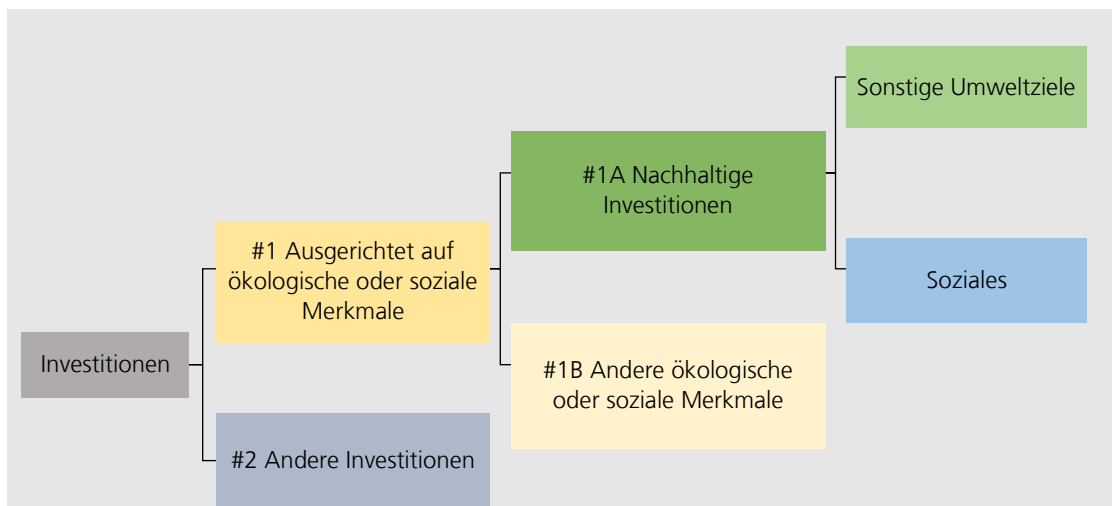 Investitionen
#1 Ausgerichtet auf
ökologische oder soziale
Merkmale
#2 Andere Investitionen
#1A Nachhaltige
Investitionen
#1B Andere ökologische
oder soziale Merkmale
Sonstige Umweltziele
Soziales